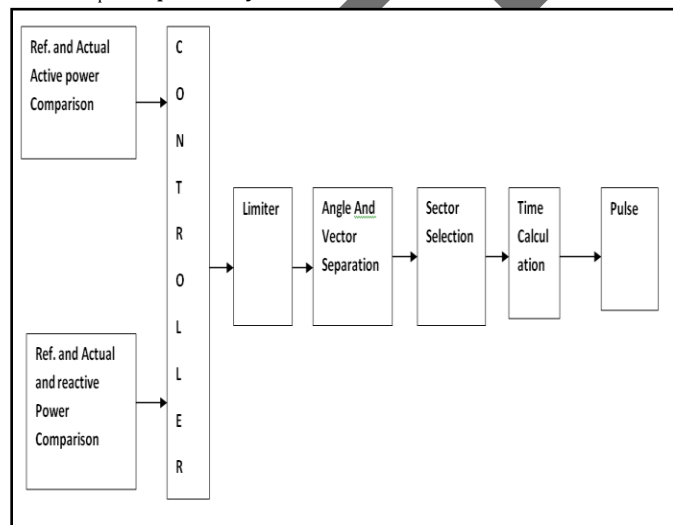 Ref. and Actual
Active power
Comparison
C
O
N
T
R
O
L
L
E
R
Limiter
Angle And
Vector
Separation
Sector
Selection
Time
Calcul
ation
Pulse
Ref. and Actual
and reactive
Power
Comparison